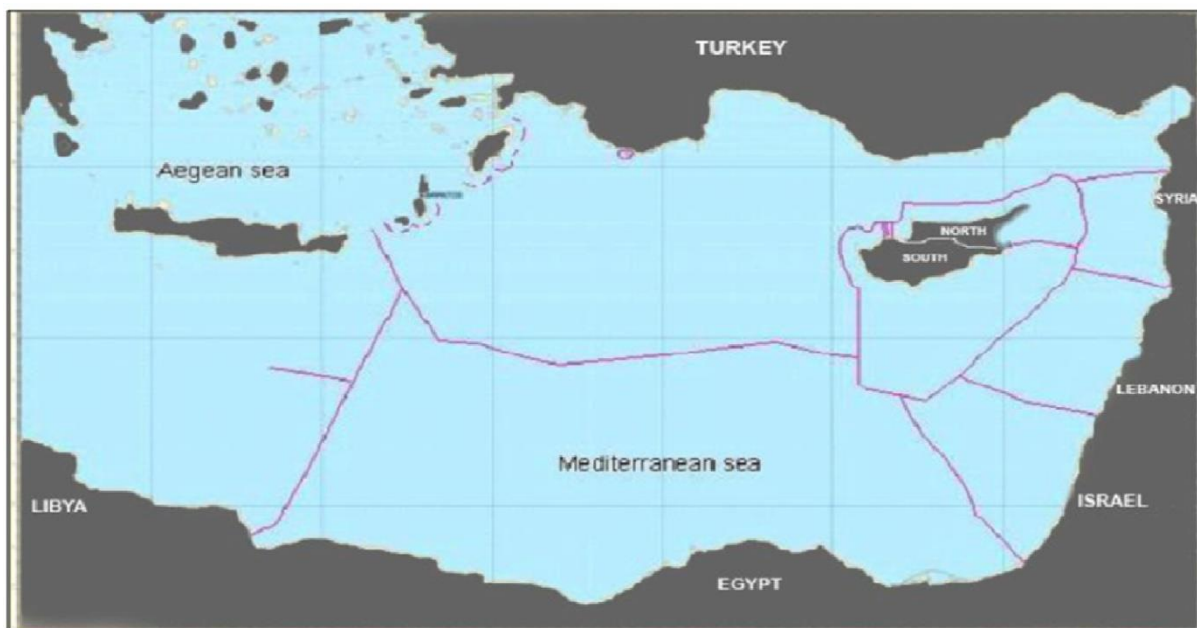 TURKEY
Aegean sea
SYRIA
NORTH
SOUTH
LEBANON
Mediterranean sea
LIBYA
ISRAEL
EGYPT